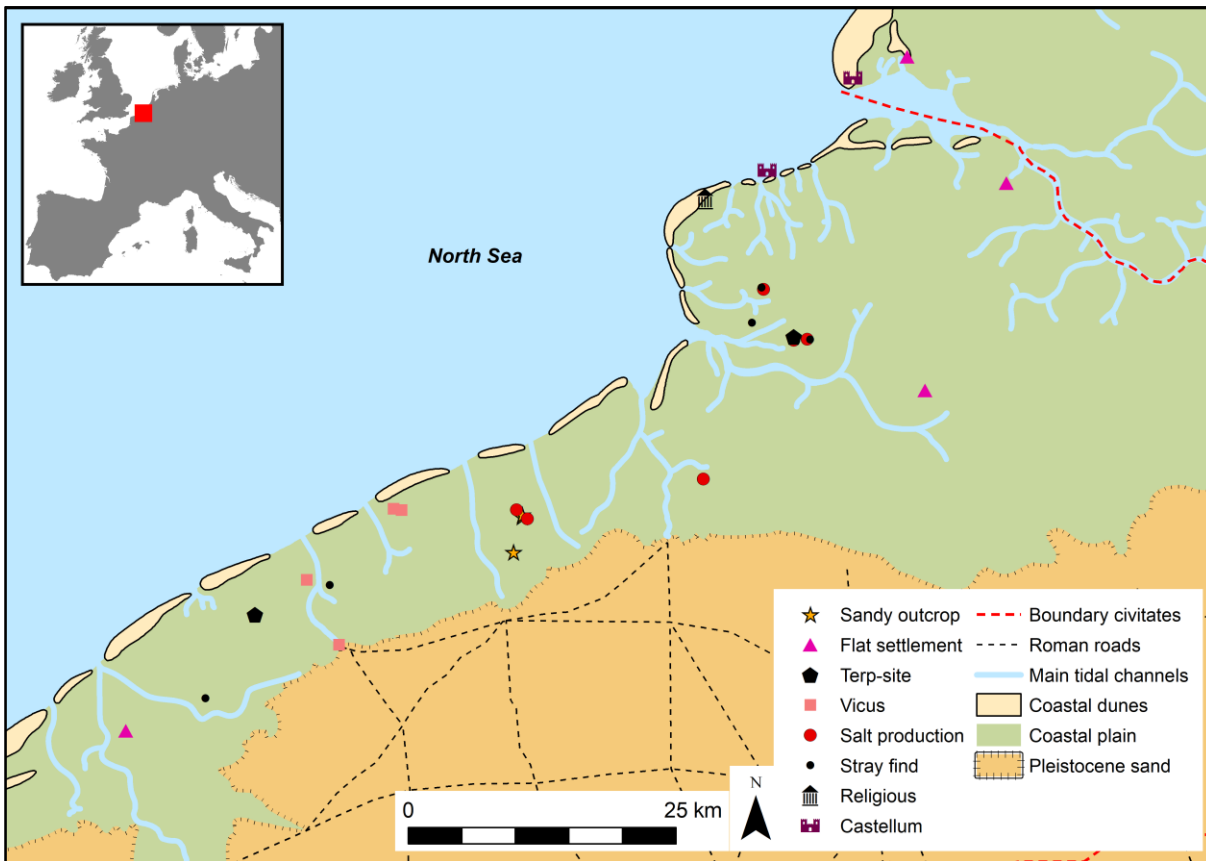 North Sea
Sandy outcrop
Flat settlement
Terp-site
Vicus
Salt production
Stray find
Religious
Castellum
Boundary civitates
Roman roads
Main tidal channels
Coastal dunes
Coastal plain
Pleistocene sand
0 25 km
N